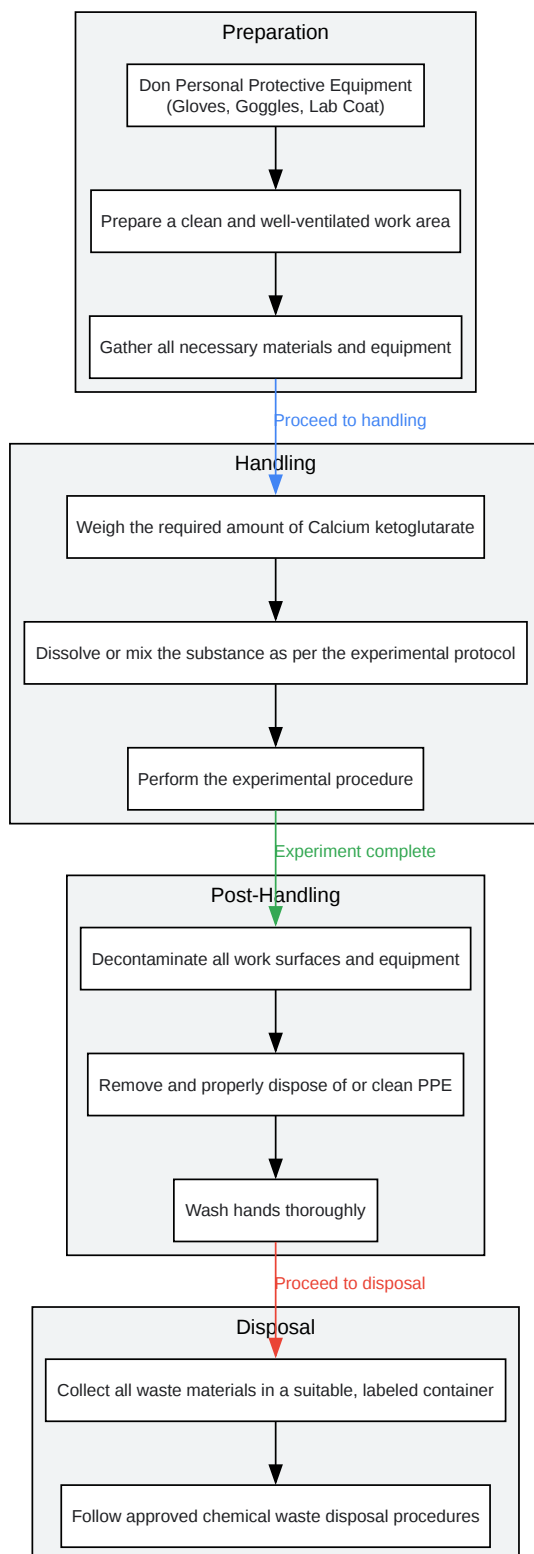 Preparation
Don Personal Protective Equipment
(Gloves, Goggles, Lab Coat)
Prepare a clean and well-ventilated work area
Gather all necessary materials and equipment
Proceed to handling
Handling
Weigh the required amount of Calcium ketoglutarate
Dissolve or mix the substance as per the experimental protocol
Perform the experimental procedure
Experiment complete
Post-Handling
Decontaminate all work surfaces and equipment
Remove and properly dispose of or clean PPE
Wash hands thoroughly
Proceed to disposal
Disposal
Collect all waste materials in a suitable, labeled container
Follow approved chemical waste disposal procedures